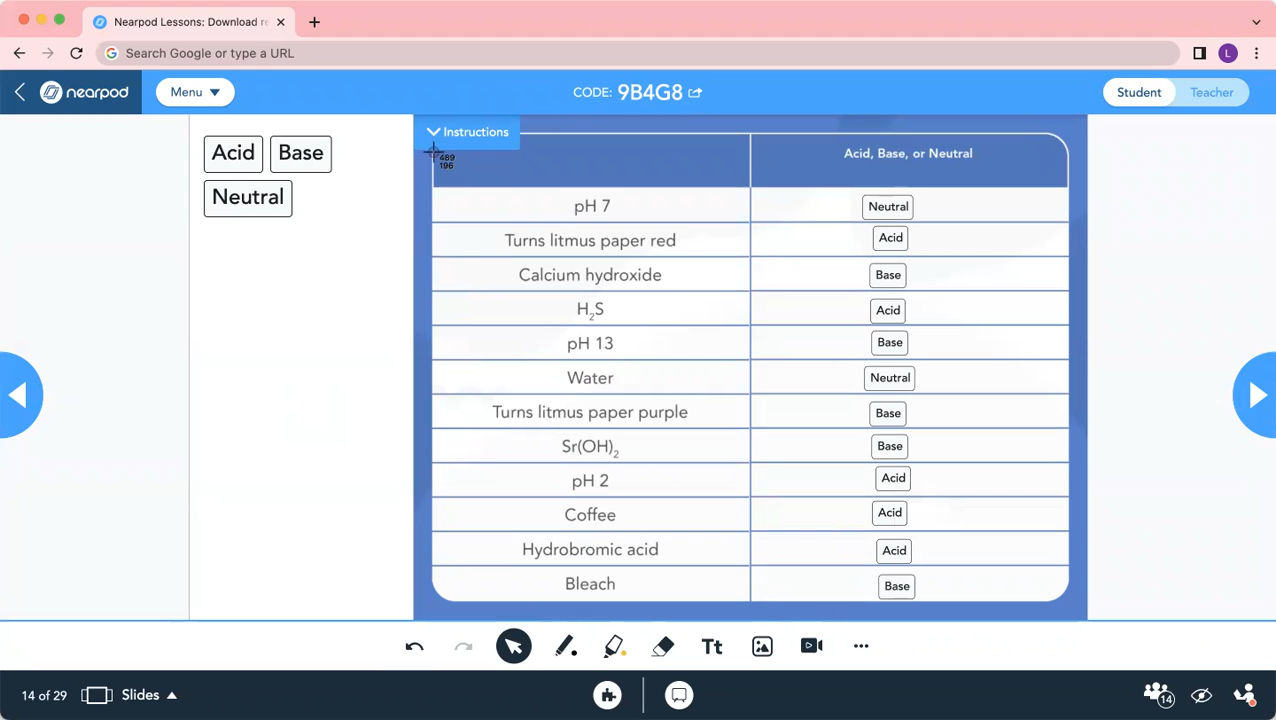 Nearpod Lessons: Download re
Search Google or type a URL
L
nearpod
Menu
CODE: 9B4G8
Student
Teacher
Acid
Base
Neutral
Instructions
489
196
Acid, Base, or Neutral
pH 7
Neutral
Turns litmus paper red
Acid
Calcium hydroxide
Base
H₂S
Acid
pH 13
Base
Water
Neutral
Turns litmus paper purple
Base
Sr(OH)₂
Base
pH 2
Acid
Coffee
Acid
Hydrobromic acid
Acid
Bleach
Base
Tt
14 of 29
Slides
14